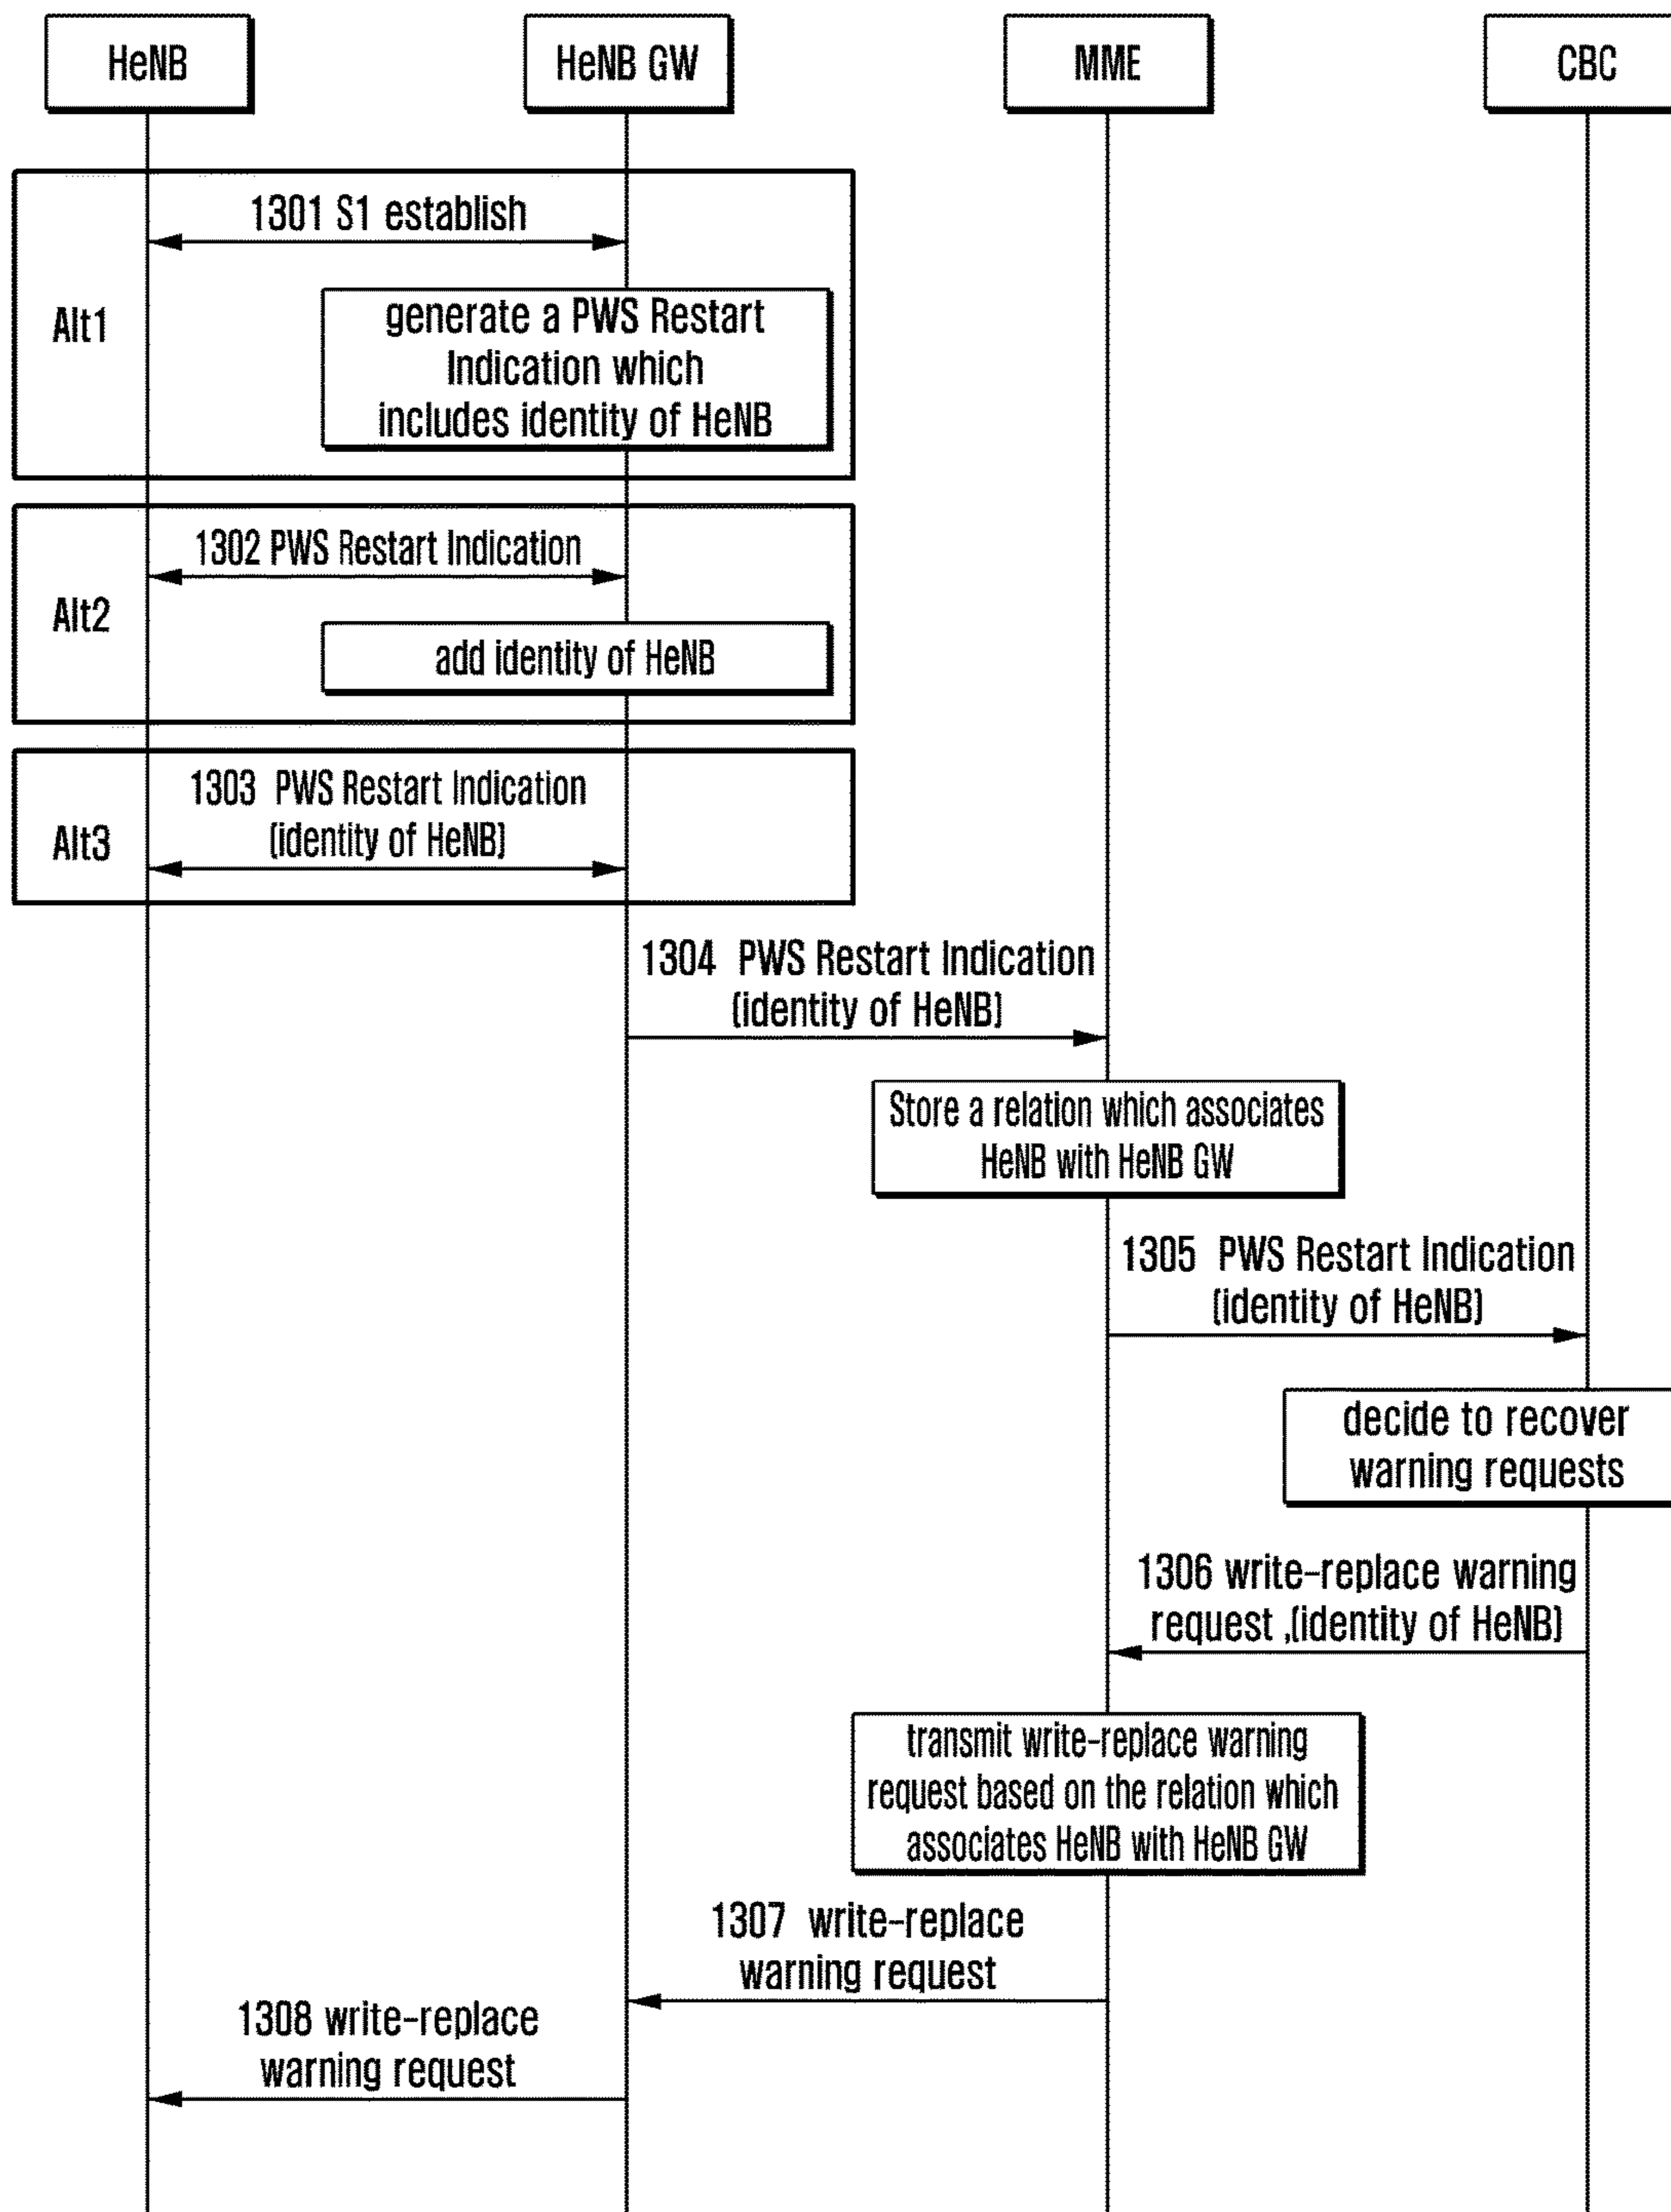 HeNB
HeNB GW
MME
CBC
1301 S1 establish
Alt1
generate a PWS Restart
Indication which
includes identity of HeNB
1302 PWS Restart Indication
Alt2
add identity of HeNB
1303 PWS Restart Indication
(identity of HeNB)
Alt3
1304 PWS Restart Indication
(identity of HeNB)
Store a relation which associates
HeNB with HeNB GW
1305 PWS Restart Indication
(identity of HeNB)
decide to recover
warning requests
1306 write-replace warning
request ,(identity of HeNB)
transmit write-replace warning
request based on the relation which
associates HeNB with HeNB GW
1307 write-replace
warning request
1308 write-replace
warning request